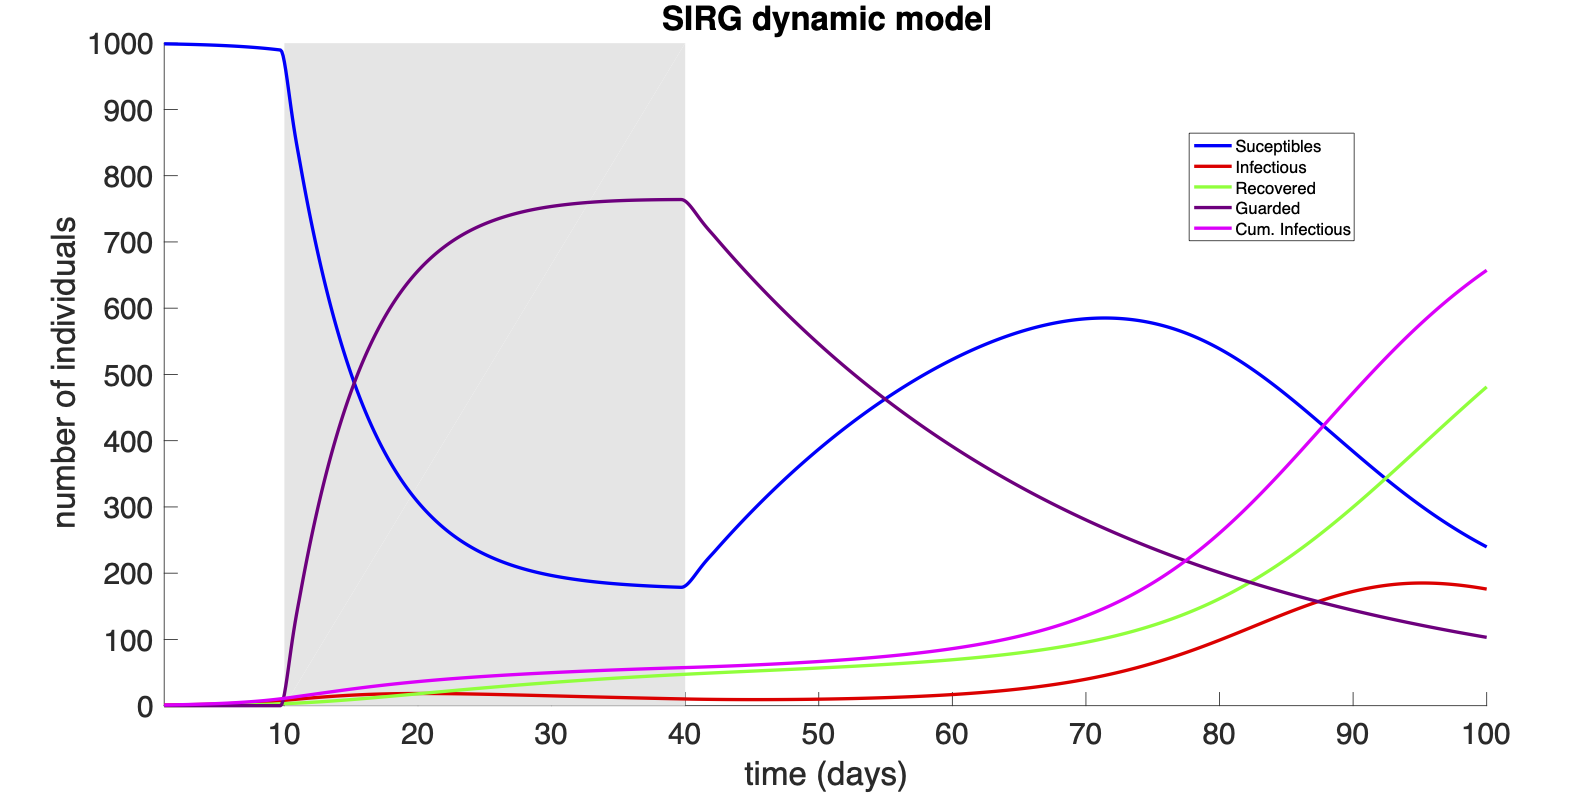 SIRG dynamic model
1000
900
800
700
600
500
400
300
200
100
0
number of individuals
Suceptibles
Infectious
Recovered
Guarded
Cum. Infectious
10 20 30 40 50 60 70 80 90 100
time (days)